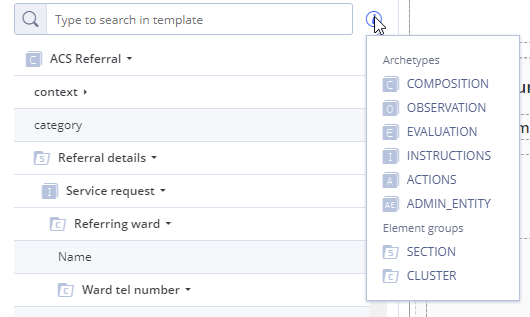 Type to search in template
C ACS Referral
context
category
S Referral details
I Service request
C Referring ward
Name
C Ward tel number
Archetypes
C COMPOSITION
O OBSERVATION
E EVALUATION
I INSTRUCTIONS
A ACTIONS
AE ADMIN_ENTITY
Element groups
S SECTION
C CLUSTER